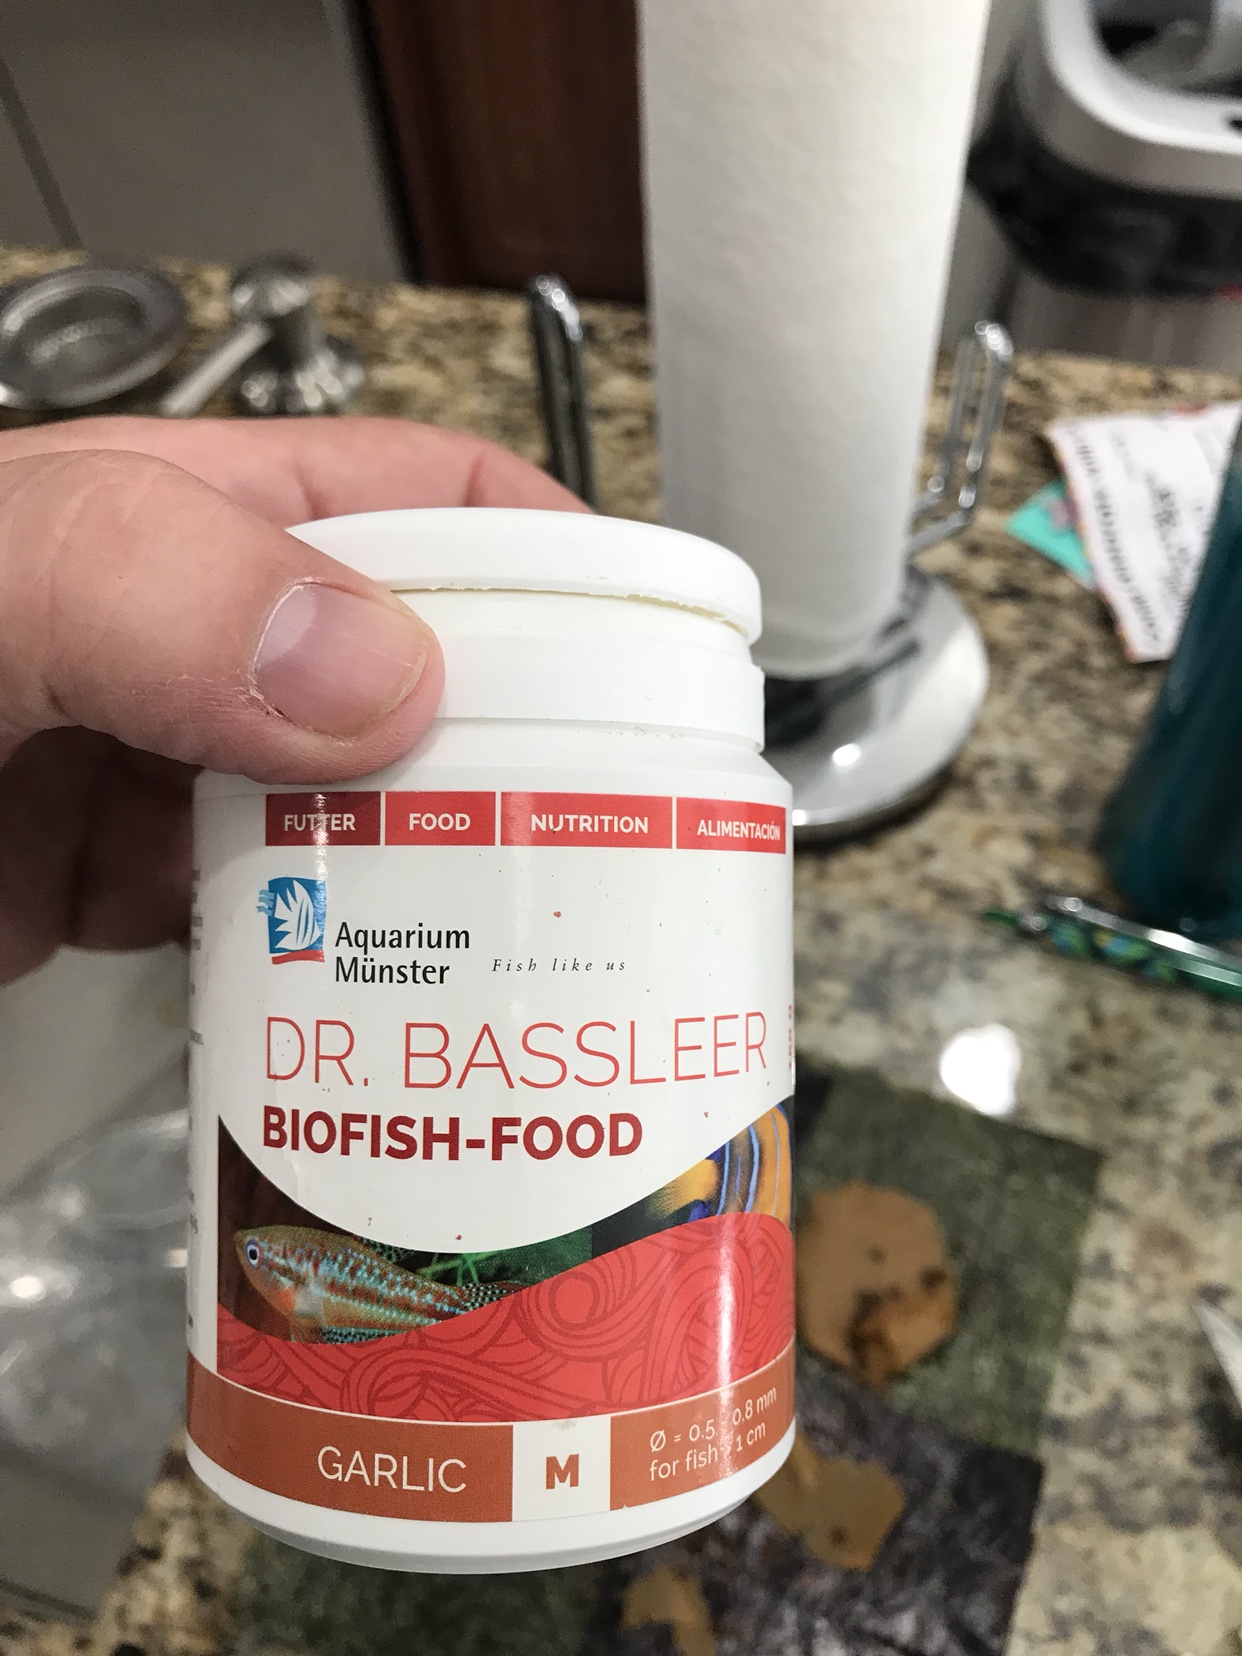 FUTTER FOOD NUTRITION ALIMENTACIÓN
Aquarium
Münster Fish like us
DR. BASSLEER
BIOFISH-FOOD
GARLIC M
Ø = 0.5 0.8 mm
for fish 1 cm